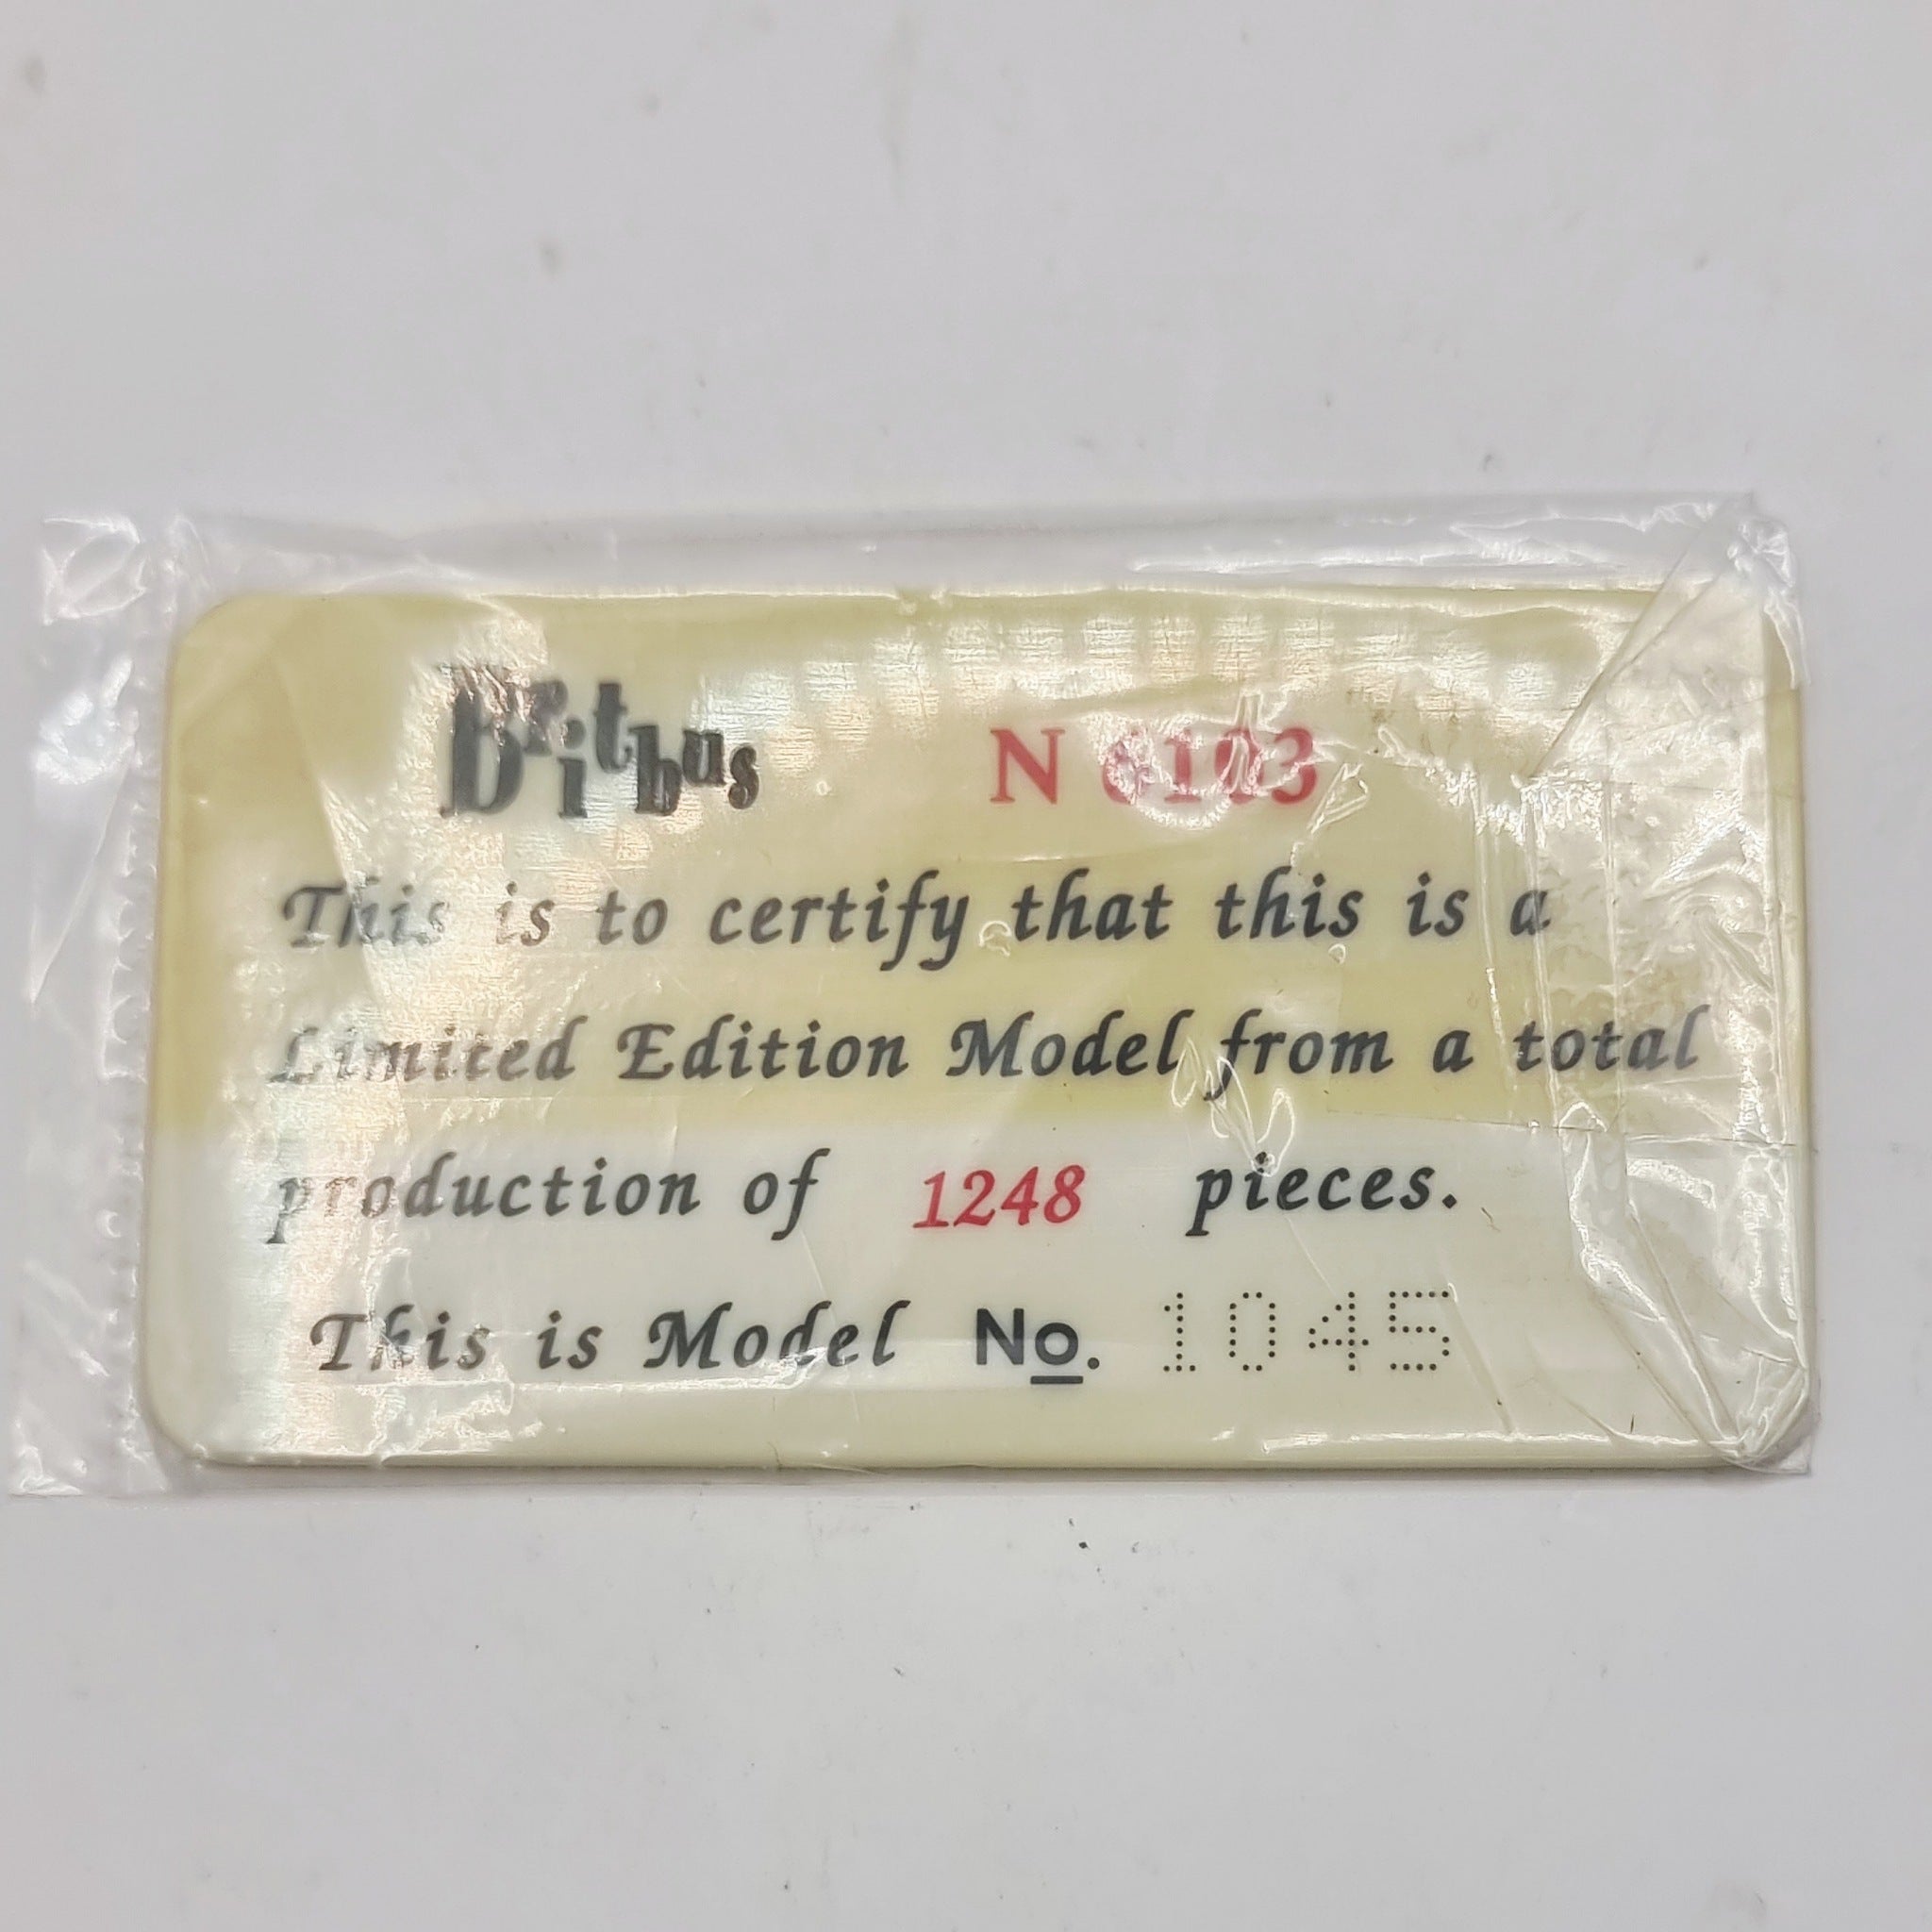 Britbus N 6103
This is to certify that this is a
Limited Edition Model from a total
production of 1248 pieces.
This is Model No. 1045